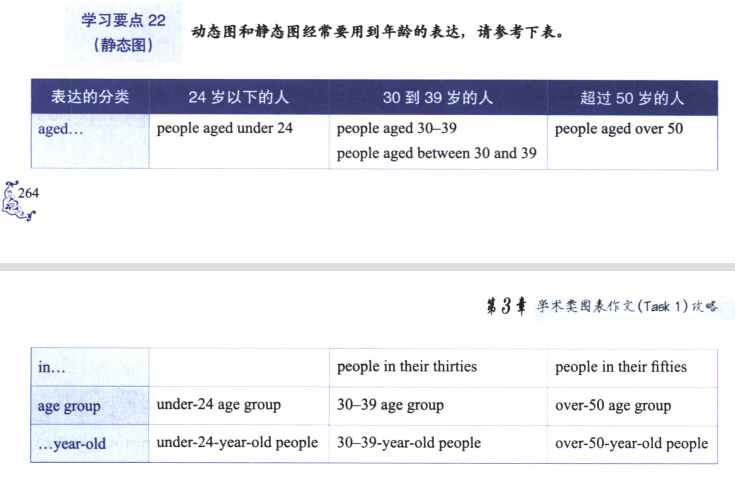 学习要点 22
（静态图）
动态图和静态图经常要用到年龄的表达，请参考下表。
表达的分类 24 岁以下的人 30 到 39 岁的人 超过 50 岁的人
aged… people aged under 24 people aged 30–39 people aged over 50
people aged between 30 and 39
264
第3章 学术类图表作文(Task 1)攻略
in… people in their thirties people in their fifties
age group under-24 age group 30–39 age group over-50 age group
…year-old under-24-year-old people 30–39-year-old people over-50-year-old people